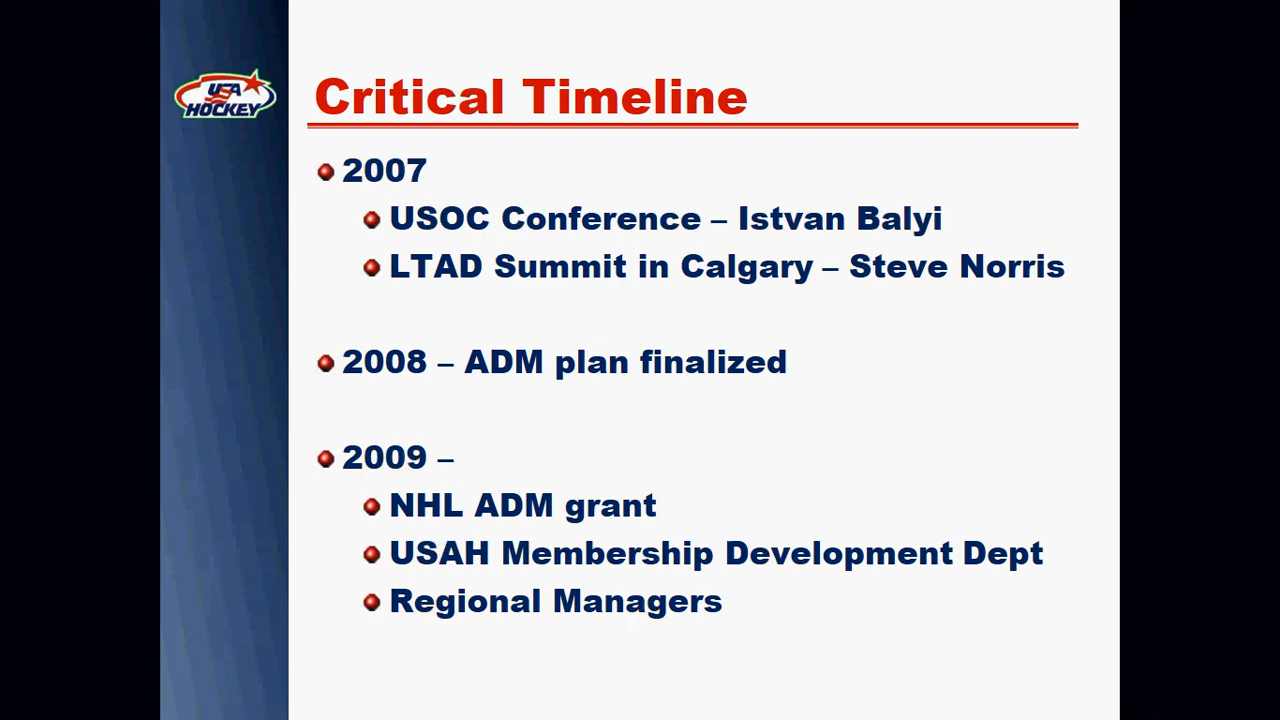 USA
HOCKEY
Critical Timeline
2007
USOC Conference – Istvan Balyi
LTAD Summit in Calgary – Steve Norris
2008 – ADM plan finalized
2009 –
NHL ADM grant
USAH Membership Development Dept
Regional Managers